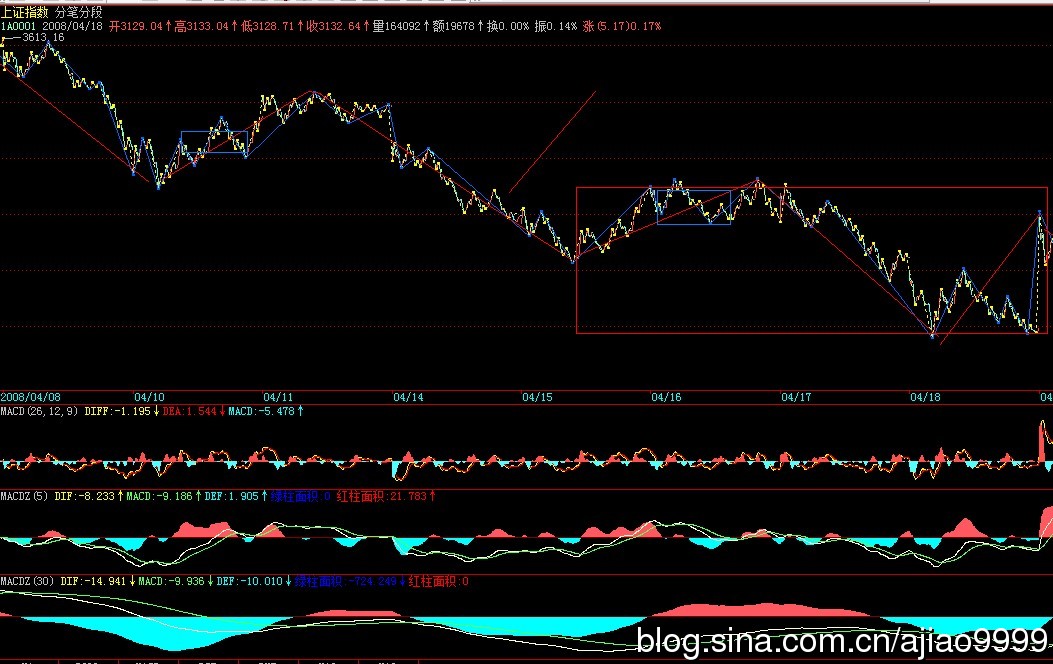 上证指数 分笔分段
1A0001 2008/04/18 开3129.04↑高3133.04↑低3128.71↑收3132.64↑量164092↑额19678↑换0.00% 振0.14% 涨(5.17)0.17%
3613.16
2008/04/08 04/10 04/11 04/14 04/15 04/16 04/17 04/18 04
MACD(26,12,9) DIFF:-1.195↓DEA:1.544↓MACD:-5.478↑
MACDZ(5) DIF:-8.233↑MACD:-9.186↑DEF:1.905↑绿柱面积:0 红柱面积:21.783↑
MACDZ(30) DIF:-14.941↓MACD:-9.936↓DEF:-10.010↓绿柱面积:-724.249↓红柱面积:0
blog.sina.com.cn/ajiao9999